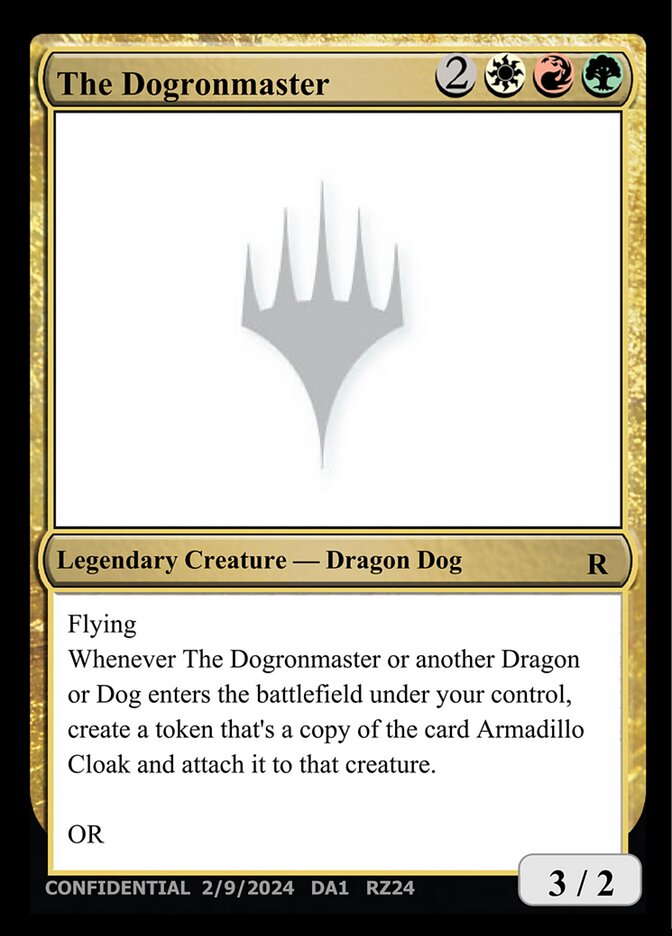 The Dogronmaster 2
Legendary Creature — Dragon Dog R
Flying
Whenever The Dogronmaster or another Dragon
or Dog enters the battlefield under your control,
create a token that's a copy of the card Armadillo
Cloak and attach it to that creature.
OR
CONFIDENTIAL 2/9/2024 DA1 RZ24
3 / 2